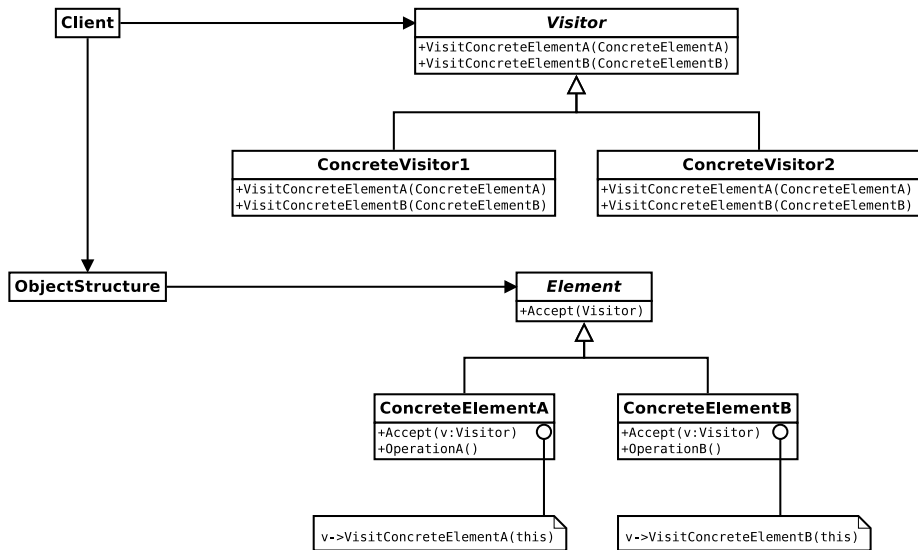 Client
Visitor
+VisitConcreteElementA(ConcreteElementA)
+VisitConcreteElementB(ConcreteElementB)
ConcreteVisitor1
+VisitConcreteElementA(ConcreteElementA)
+VisitConcreteElementB(ConcreteElementB)
ConcreteVisitor2
+VisitConcreteElementA(ConcreteElementA)
+VisitConcreteElementB(ConcreteElementB)
ObjectStructure
Element
+Accept(Visitor)
ConcreteElementA
+Accept(v:Visitor)
+OperationA()
ConcreteElementB
+Accept(v:Visitor)
+OperationB()
v->VisitConcreteElementA(this)
v->VisitConcreteElementB(this)